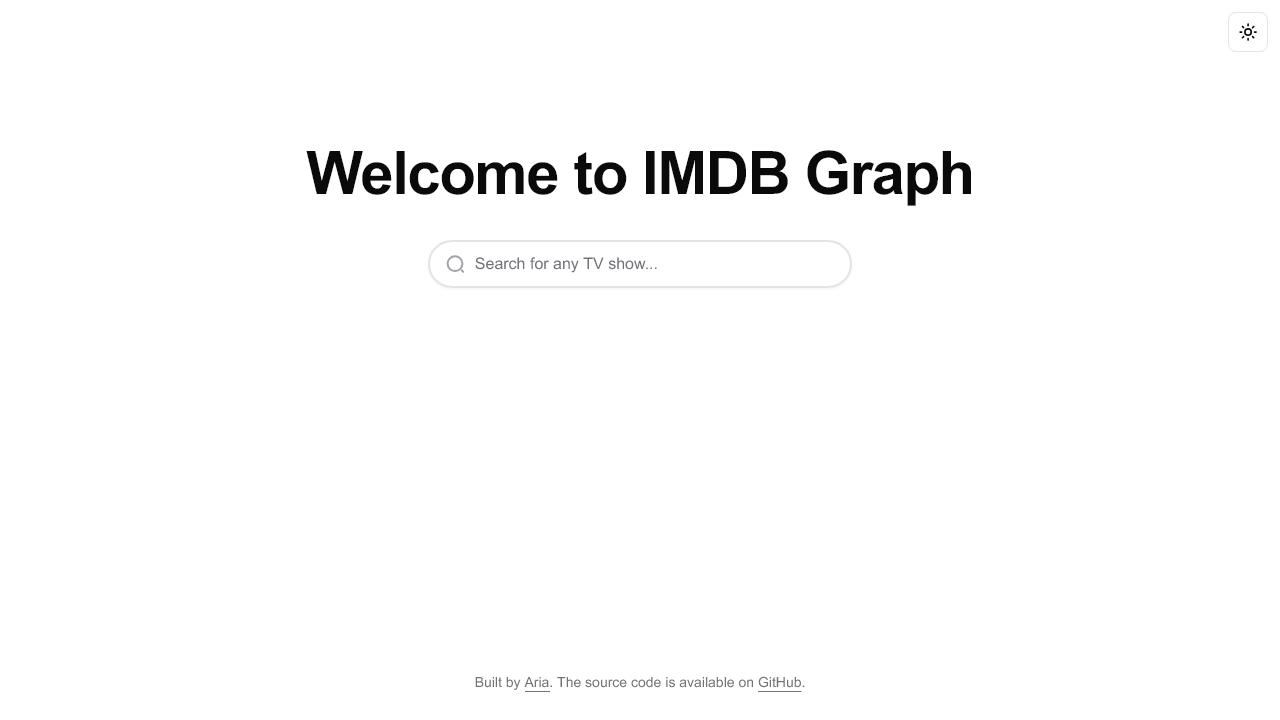 Welcome to IMDB Graph
Search for any TV show...
Built by Aria. The source code is available on GitHub.